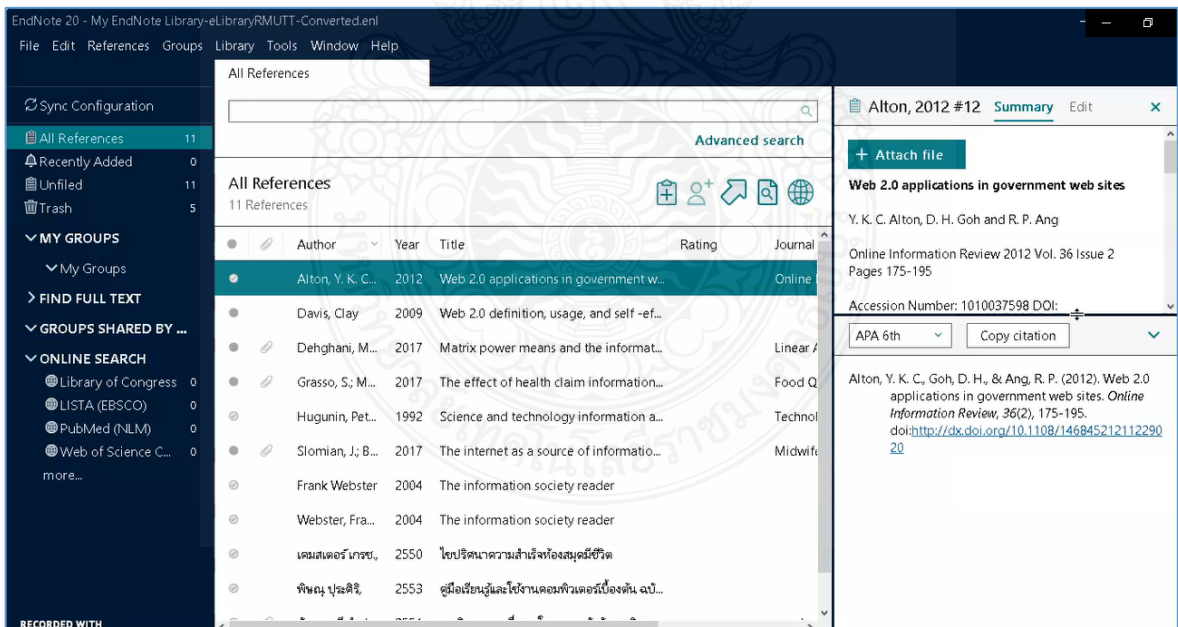 EndNote 20 - My EndNote Library-eLibraryRMUTT-Converted.enl
File Edit References Groups Library Tools Window Help
All References
Sync Configuration
All References 11
Recently Added 0
Unfiled 11
Trash 5
MY GROUPS
My Groups
FIND FULL TEXT
GROUPS SHARED BY ...
ONLINE SEARCH
Library of Congress 0
LISTA (EBSCO) 0
PubMed (NLM) 0
Web of Science C... 0
more...
RECORDED WITH
Advanced search
All References
11 References
Author Year Title Rating Journal
Alton, Y. K. C... 2012 Web 2.0 applications in government w... Online
Davis, Clay 2009 Web 2.0 definition, usage, and self -ef...
Dehghani, M... 2017 Matrix power means and the informat... Linear
Grasso, S.; M... 2017 The effect of health claim information... Food Q
Hugunin, Pet... 1992 Science and technology information a... Technol
Slomian, J.; B... 2017 The internet as a source of informatio... Midwif
Frank Webster 2004 The information society reader
Webster, Fra... 2004 The information society reader
เคมสเตอร์ เกรซ., 2550 ไขปริศนาความสำเร็จห้องสมุดมีชีวิต
พิษณุ ปุระศิริ, 2553 คู่มือเรียนรู้และใช้งานคอมพิวเตอร์เบื้องต้น ฉบั...
Alton, 2012 #12 Summary Edit
+ Attach file
Web 2.0 applications in government web sites
Y. K. C. Alton, D. H. Goh and R. P. Ang
Online Information Review 2012 Vol. 36 Issue 2
Pages 175-195
Accession Number: 1010037598 DOI:
APA 6th Copy citation
Alton, Y. K. C., Goh, D. H., & Ang, R. P. (2012). Web 2.0
applications in government web sites. Online
Information Review, 36(2), 175-195.
doi:http://dx.doi.org/10.1108/146845212112290
20